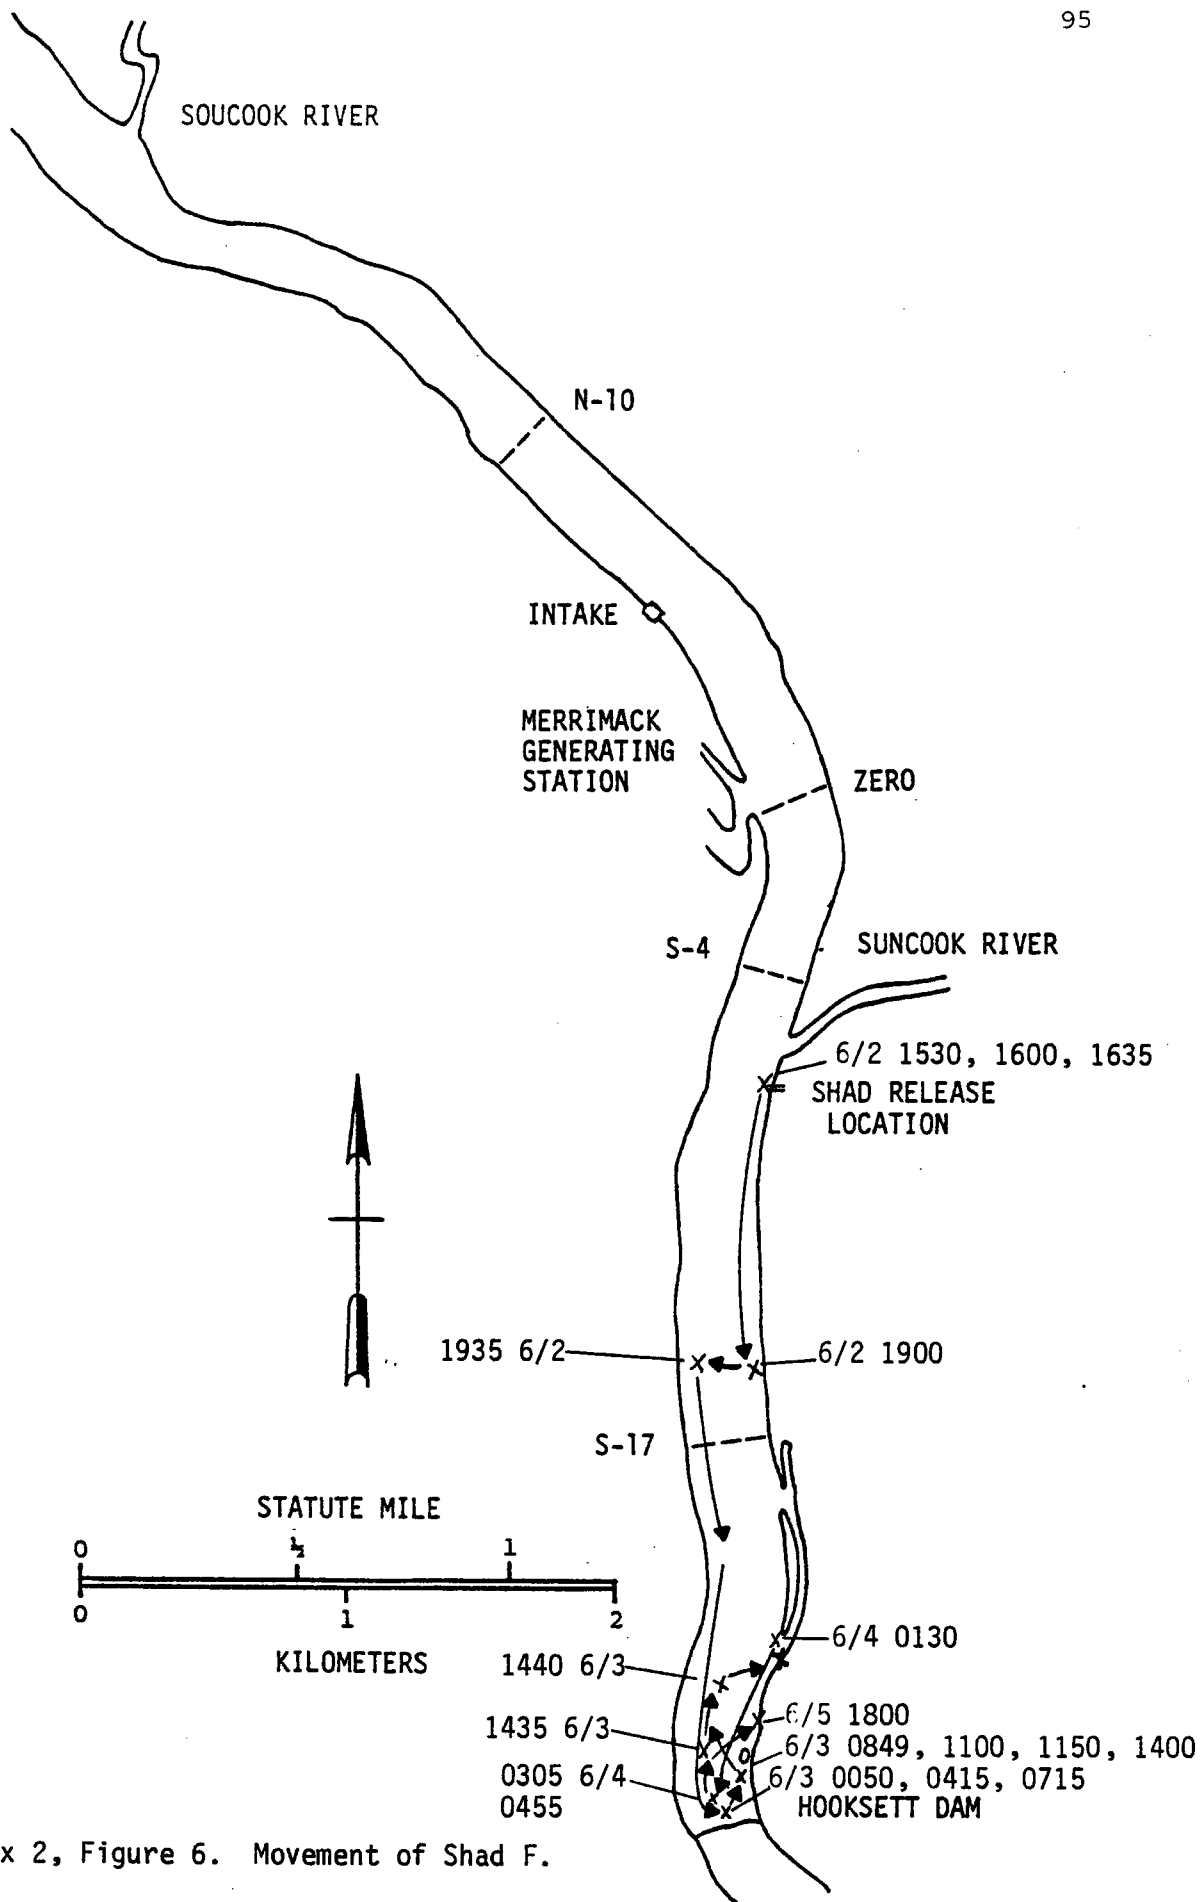 95
SOUCOOK RIVER
N-10
INTAKE
MERRIMACK
GENERATING
STATION
ZERO
S-4
SUNCOOK RIVER
6/2 1530, 1600, 1635
SHAD RELEASE
LOCATION
1935 6/2
6/2 1900
S-17
STATUTE MILE
0 ½ 1
0 1 2
KILOMETERS
6/4 0130
1440 6/3
6/5 1800
1435 6/3
6/3 0849, 1100, 1150, 1400
0305 6/4
0455
6/3 0050, 0415, 0715
HOOKSETT DAM
x 2, Figure 6. Movement of Shad F.